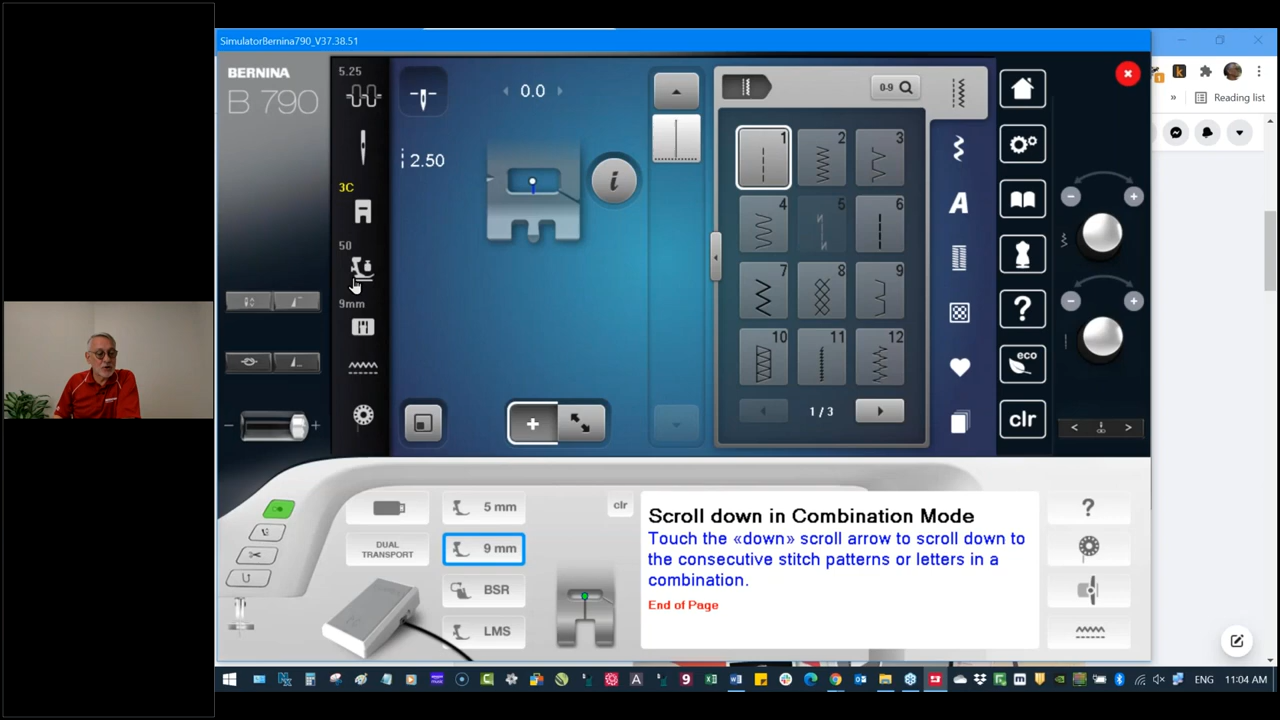 SimulatorBernina790_V37.38.51
BERNINA
B 790
5.25
3C
50
9mm
0.0
2.50
i
0-9
1
2
3
4
5
6
7
8
9
10
11
12
1 / 3
A
?
eco
clr
Reading list
DUAL
TRANSPORT
5 mm
9 mm
BSR
LMS
clr
Scroll down in Combination Mode
Touch the «down» scroll arrow to scroll down to
the consecutive stitch patterns or letters in a
combination.
End of Page
?
ENG
11:04 AM